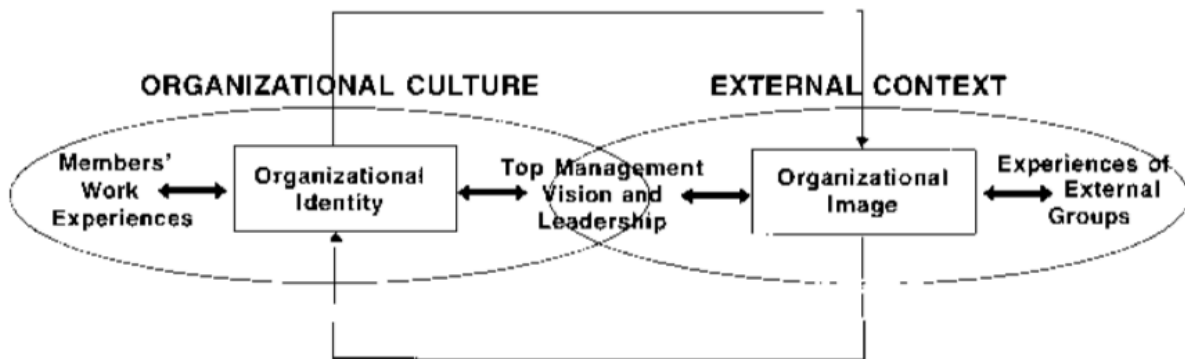 ORGANIZATIONAL CULTURE
EXTERNAL CONTEXT
Members'
Work
Experiences
Organizational
Identity
Top Management
Vision and
Leadership
Organizational
Image
Experiences of
External
Groups